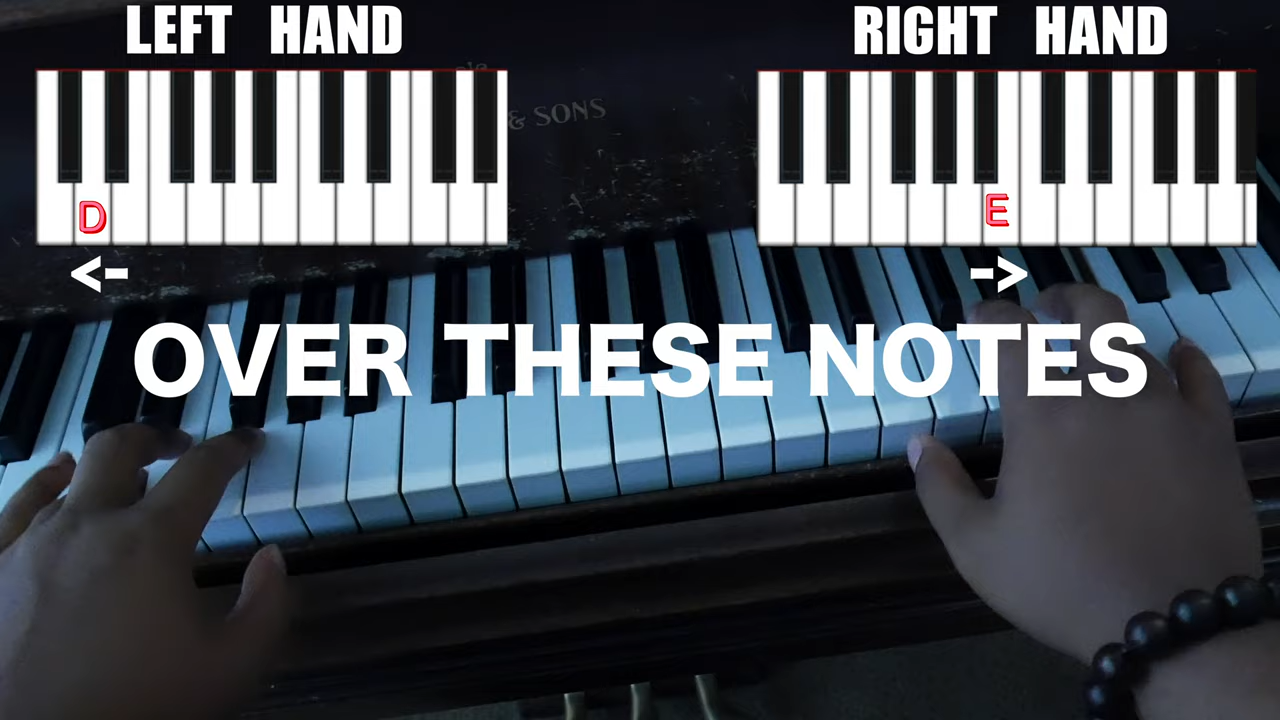 LEFT HAND
RIGHT HAND
& SONS
D
E
<-
->
OVER THESE NOTES